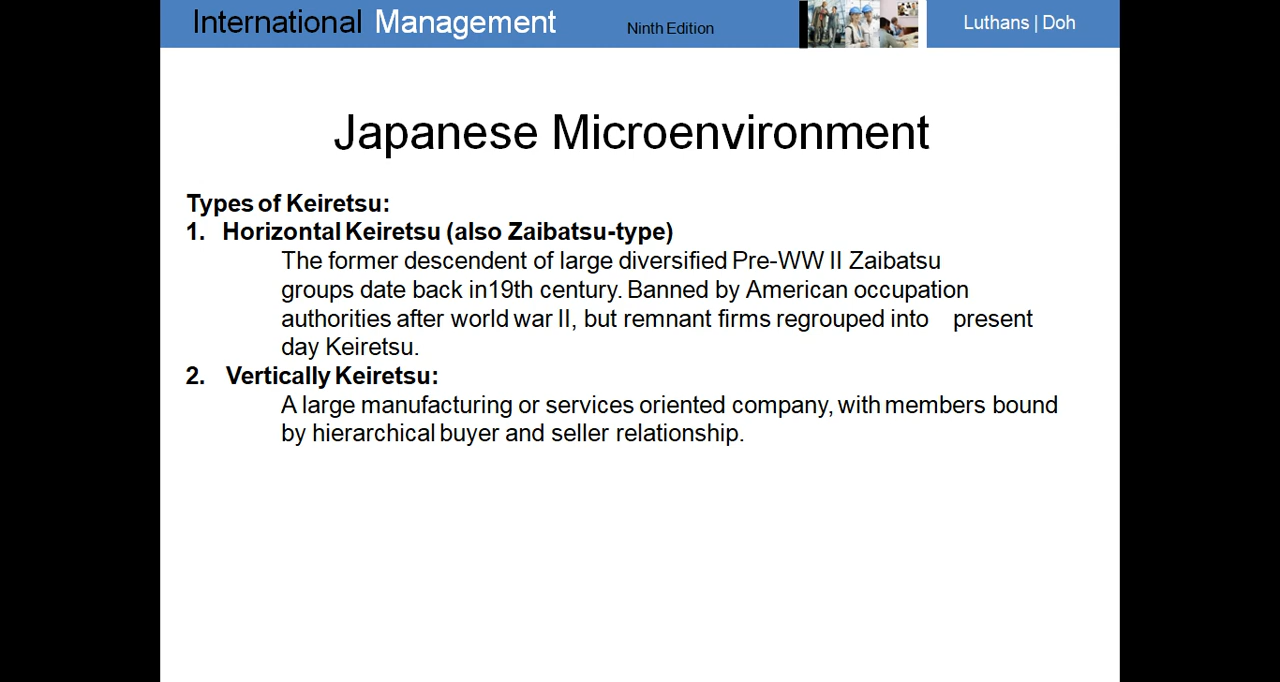 International Management Ninth Edition Luthans | Doh
Japanese Microenvironment
Types of Keiretsu:
1. Horizontal Keiretsu (also Zaibatsu-type)
The former descendent of large diversified Pre-WW II Zaibatsu
groups date back in19th century. Banned by American occupation
authorities after world war II, but remnant firms regrouped into present
day Keiretsu.
2. Vertically Keiretsu:
A large manufacturing or services oriented company, with members bound
by hierarchical buyer and seller relationship.